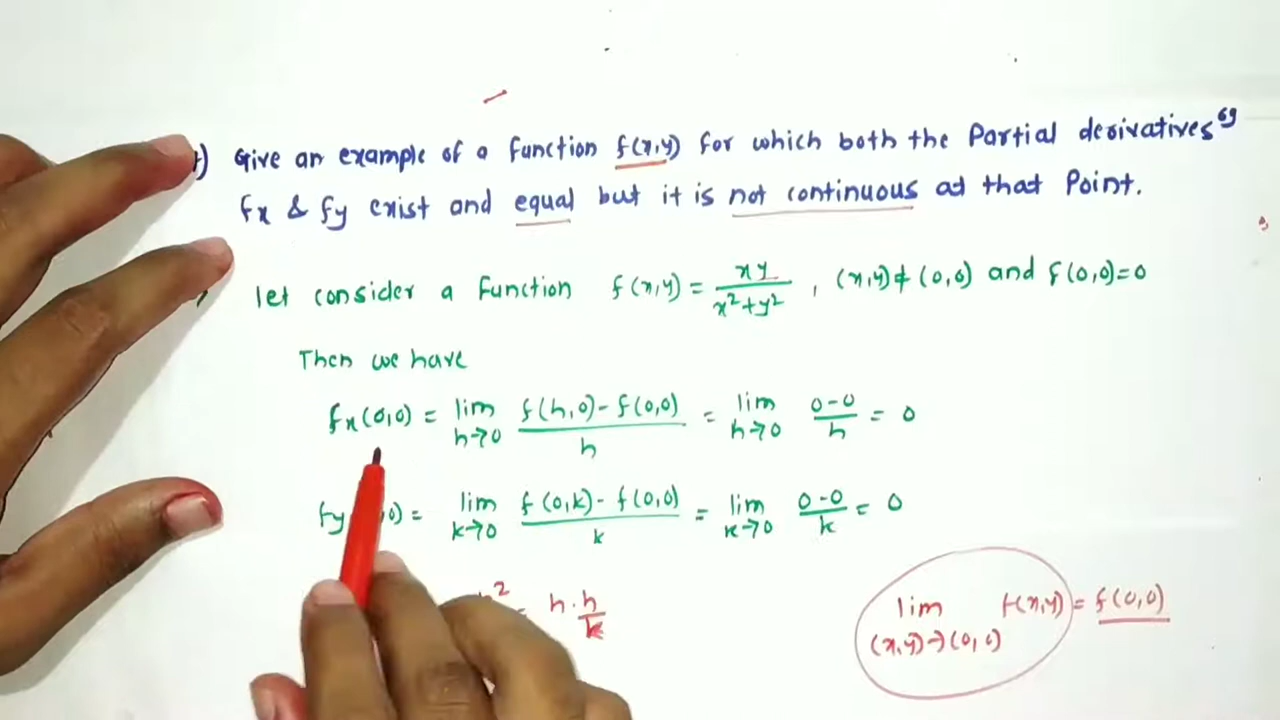 Give an example of a function f(x,y) for which both the Partial derivatives
fx & fy exist and equal but it is not continuous at that Point.
let consider a function f(x,y) = xy / x²+y² , (x,y) ≠ (0,0) and f(0,0)=0
Then we have
fx(0,0) = lim h→0 f(h,0)-f(0,0) / h = lim h→0 0-0 / h = 0
fy 0) = lim k→0 f(0,k)-f(0,0) / k = lim k→0 0-0 / k = 0
2 = h·h / k
lim (x,y)→(0,0) f(x,y) = f(0,0)